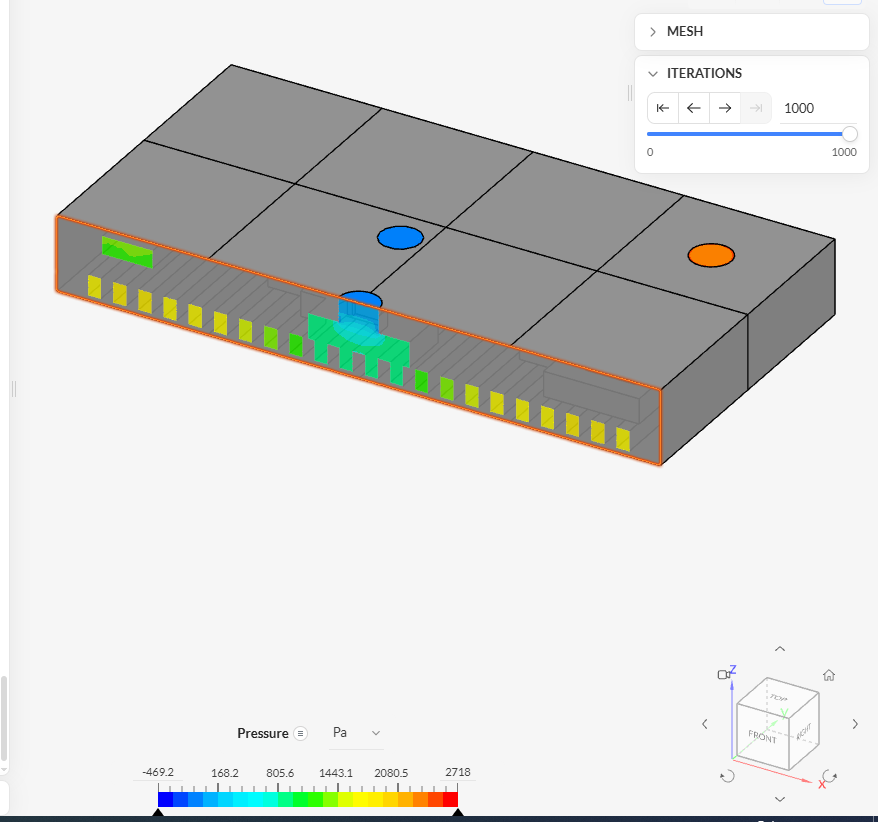 MESH
ITERATIONS
1000
0 1000
Z
TOP
Y
FRONT
RIGHT
X
Pressure Pa
-469.2 168.2 805.6 1443.1 2080.5 2718